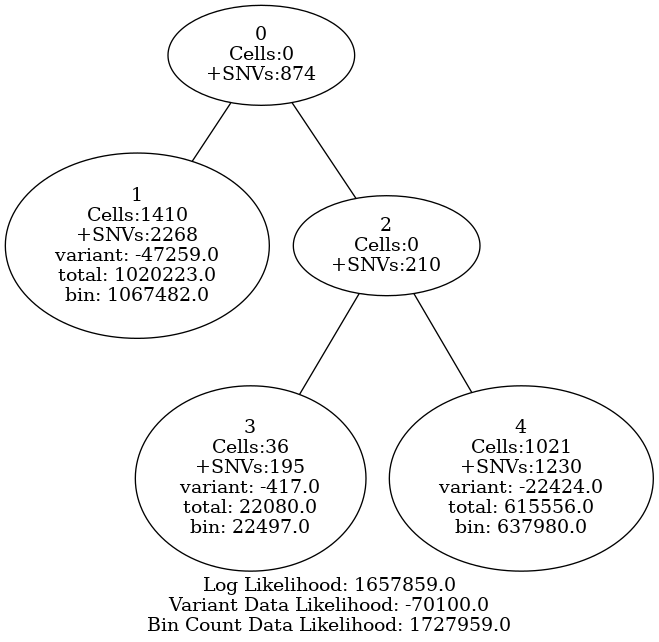 0
Cells:0
+SNVs:874
1
Cells:1410
+SNVs:2268
variant: -47259.0
total: 1020223.0
bin: 1067482.0
2
Cells:0
+SNVs:210
3
Cells:36
+SNVs:195
variant: -417.0
total: 22080.0
bin: 22497.0
4
Cells:1021
+SNVs:1230
variant: -22424.0
total: 615556.0
bin: 637980.0
Log Likelihood: 1657859.0
Variant Data Likelihood: -70100.0
Bin Count Data Likelihood: 1727959.0